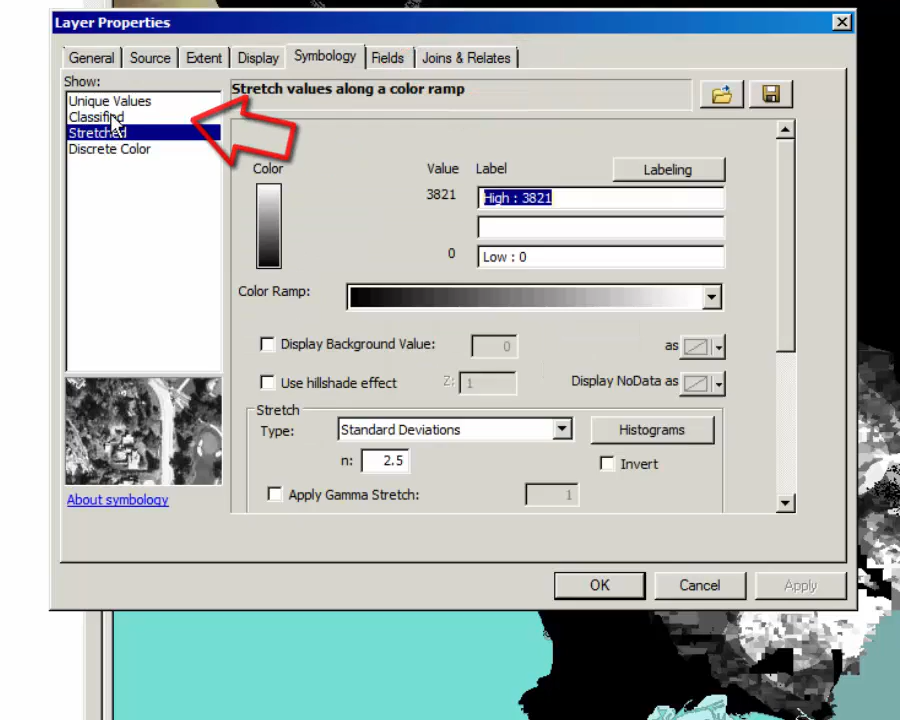 Layer Properties
General Source Extent Display Symbology Fields Joins & Relates
Show:
Unique Values
Classified
Stretched
Discrete Color
About symbology
Stretch values along a color ramp
Color Value Label Labeling
3821 High : 3821
0 Low : 0
Color Ramp:
Display Background Value: 0 as
Use hillshade effect Z: 1 Display NoData as
Stretch
Type: Standard Deviations Histograms
n: 2.5 Invert
Apply Gamma Stretch: 1
OK Cancel Apply